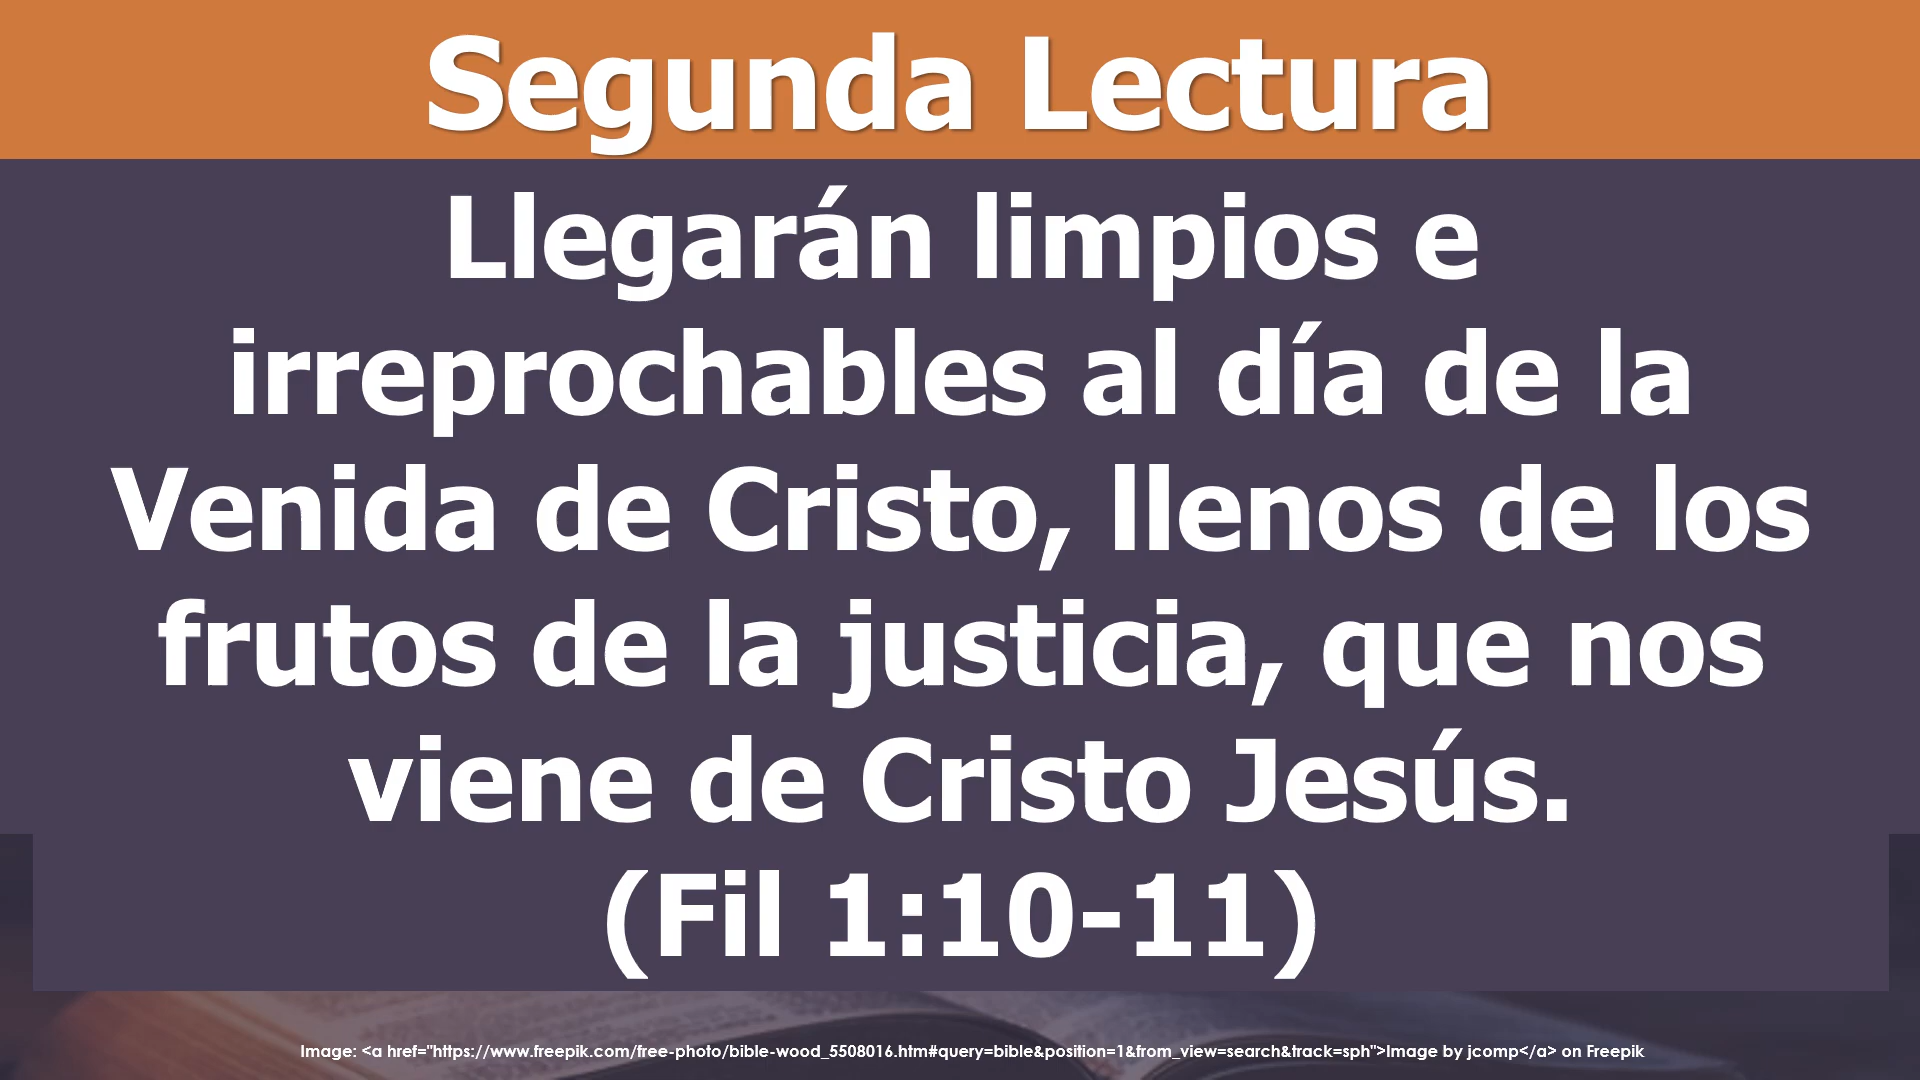 Segunda Lectura
Llegarán limpios e
irreprochables al día de la
Venida de Cristo, llenos de los
frutos de la justicia, que nos
viene de Cristo Jesús.
(Fil 1:10-11)
Image: <a href="https://www.freepik.com/free-photo/bible-wood_5508016.htm#query=bible&position=1&from_view=search&track=sph">Image by jcomp</a> on Freepik